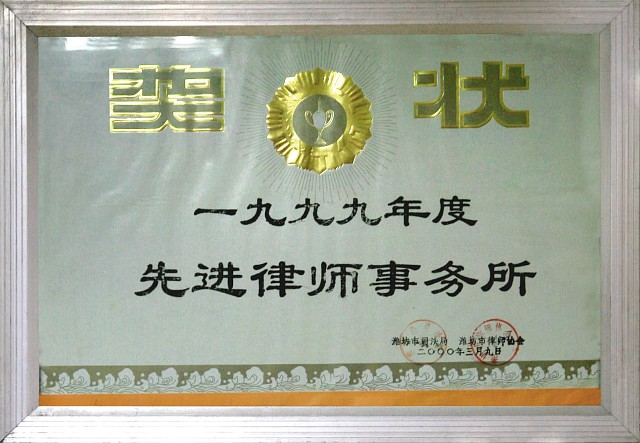 奖状
一九九九年度
先进律师事务所
潍坊市司法局 潍坊市律师协会
二〇〇〇年三月九日